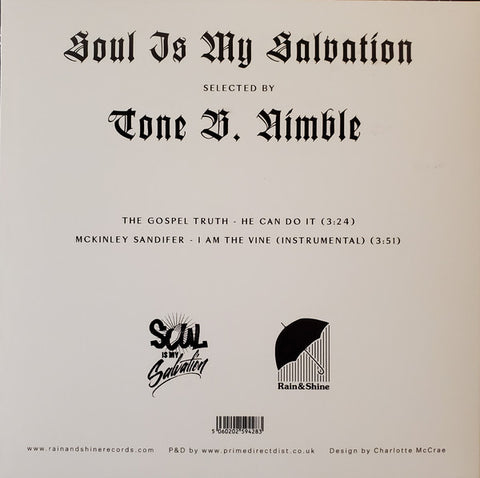 Soul Is My Salvation
SELECTED BY
Tone B. Nimble
THE GOSPEL TRUTH - HE CAN DO IT (3:24)
MCKINLEY SANDIFER - I AM THE VINE (INSTRUMENTAL) (3:51)
SOUL
IS MY
Salvation
Rain&Shine
5 060202 594283
www.rainandshinerecords.com P&D by www.primedirectdist.co.uk Design by Charlotte McCrae